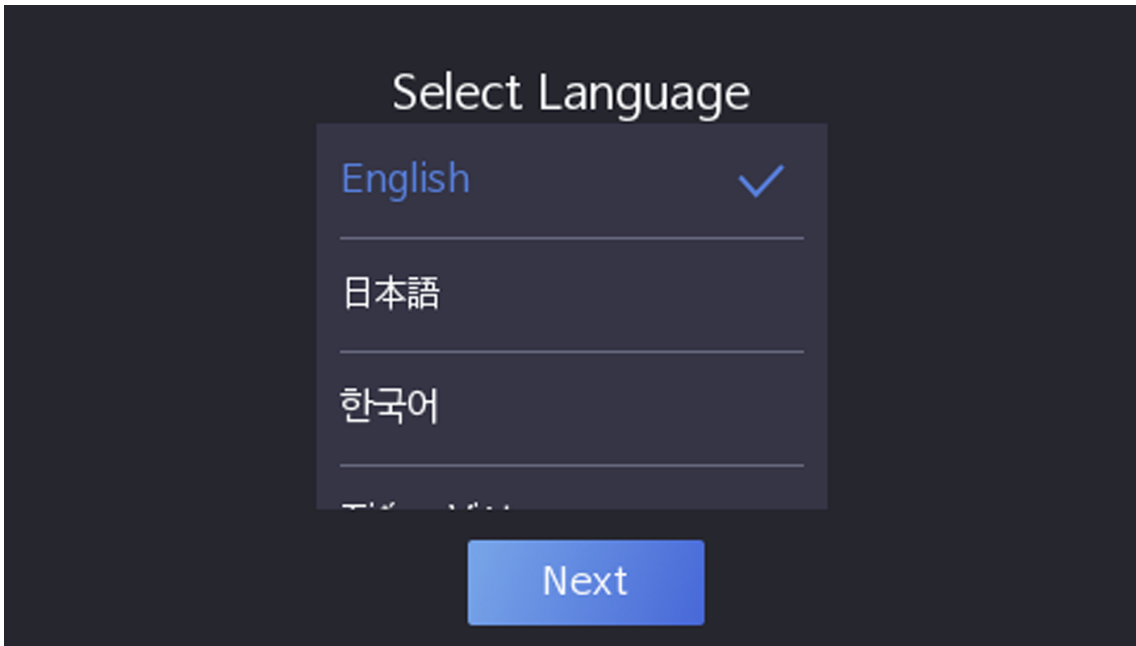 Select Language
English
日本語
한국어
Next